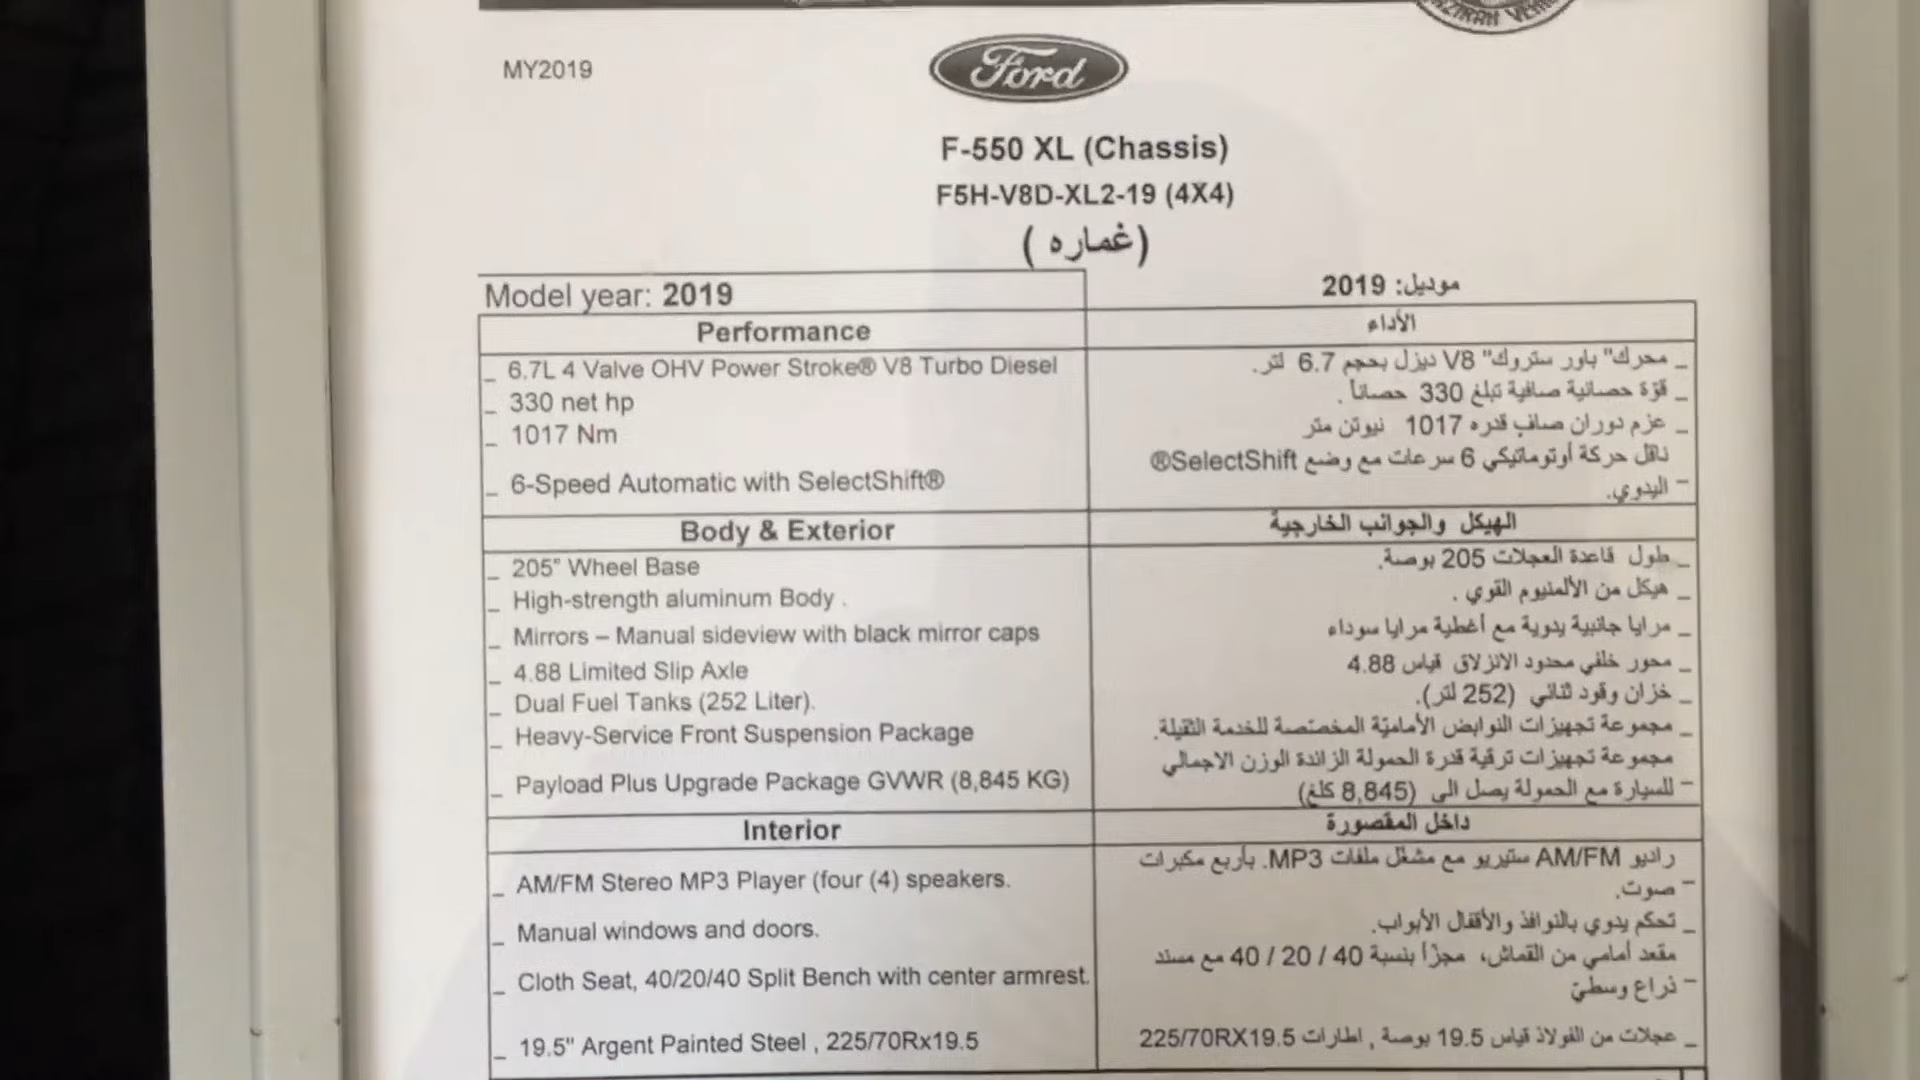 MY2019
Ford
F-550 XL (Chassis)
F5H-V8D-XL2-19 (4X4)
(غماره )
Model year: 2019
موديل: 2019
Performance
الأداء
_ 6.7L 4 Valve OHV Power Stroke® V8 Turbo Diesel
_ محرك" باور ستروك" V8 ديزل بحجم 6.7 لتر.
_ 330 net hp
_ قوّة حصانية صافية تبلغ 330 حصاناً .
_ 1017 Nm
_ عزم دوران صاف قدره 1017 نيوتن متر
_ 6-Speed Automatic with SelectShift®
ناقل حركة أوتوماتيكي 6 سرعات مع وضع SelectShift®
– اليدوي.
Body & Exterior
الهيكل والجوانب الخارجية
_ 205” Wheel Base
_ طول قاعدة العجلات 205 بوصة.
_ High-strength aluminum Body .
_ هيكل من الألمنيوم القوي .
_ Mirrors – Manual sideview with black mirror caps
_ مرايا جانبية يدوية مع أغطية مرايا سوداء
_ 4.88 Limited Slip Axle
_ محور خلفي محدود الانزلاق قياس 4.88
_ Dual Fuel Tanks (252 Liter).
_ خزان وقود ثنائي (252 لتر).
_ Heavy-Service Front Suspension Package
_ مجموعة تجهيزات النوابض الأماميّة المخصّصة للخدمة الثقيلة.
_ Payload Plus Upgrade Package GVWR (8,845 KG)
مجموعة تجهيزات ترقية قدرة الحمولة الزائدة الوزن الاجمالي
– للسيارة مع الحمولة يصل الى (8,845 كلغ)
Interior
داخل المقصورة
_ AM/FM Stereo MP3 Player (four (4) speakers.
راديو AM/FM ستيريو مع مشغّل ملفات MP3. بأربع مكبرات
– صوت.
_ Manual windows and doors.
_ تحكم يدوي بالنوافذ والأقفال الأبواب.
_ Cloth Seat, 40/20/40 Split Bench with center armrest.
مقعد أمامي من القماش، مجزّأ بنسبة 40 / 20 / 40 مع مسند
– ذراع وسطيّ
_ 19.5" Argent Painted Steel , 225/70Rx19.5
_ عجلات من الفولاذ قياس 19.5 بوصة , اطارات 225/70RX19.5